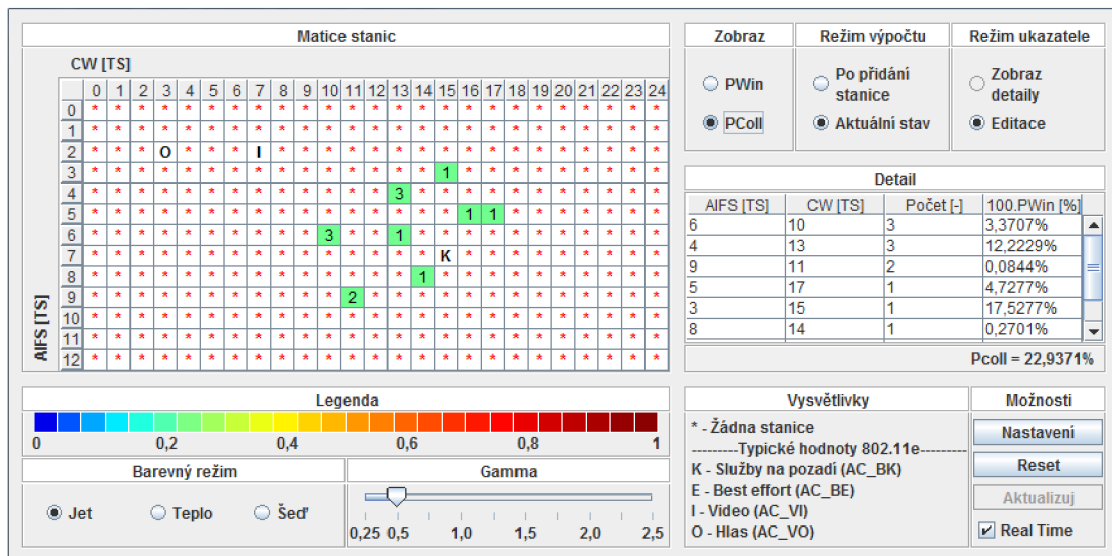 Matice stanic
CW [TS]
0 1 2 3 4 5 6 7 8 9 10 11 12 13 14 15 16 17 18 19 20 21 22 23 24
0 * * * * * * * * * * * * * * * * * * * * * * * * *
1 * * * * * * * * * * * * * * * * * * * * * * * * *
2 * * * O * * * I * * * * * * * * * * * * * * * * *
3 * * * * * * * * * * * * * * * 1 * * * * * * * * *
4 * * * * * * * * * * * * * 3 * * * * * * * * * * *
5 * * * * * * * * * * * * * * * * 1 1 * * * * * * *
6 * * * * * * * * * * 3 * * 1 * * * * * * * * * * *
7 * * * * * * * * * * * * * * * K * * * * * * * * *
8 * * * * * * * * * * * * * * 1 * * * * * * * * * *
9 * * * * * * * * * * * 2 * * * * * * * * * * * * *
10 * * * * * * * * * * * * * * * * * * * * * * * * *
11 * * * * * * * * * * * * * * * * * * * * * * * * *
12 * * * * * * * * * * * * * * * * * * * * * * * * *
AIFS [TS]
Zobraz
PWin
PColl
Režim výpočtu
Po přidání
stanice
Aktuální stav
Režim ukazatele
Zobraz
detaily
Editace
Detail
AIFS [TS] CW [TS] Počet [-] 100.PWin [%]
6 10 3 3,3707%
4 13 3 12,2229%
9 11 2 0,0844%
5 17 1 4,7277%
3 15 1 17,5277%
8 14 1 0,2701%
Pcoll = 22,9371%
Legenda
0 0,2 0,4 0,6 0,8 1
Barevný režim
Jet Teplo Šeď
Gamma
0,25 0,5 1,0 1,5 2,0 2,5
Vysvětlivky
* - Žádna stanice
---------Typické hodnoty 802.11e---------
K - Služby na pozadí (AC_BK)
E - Best effort (AC_BE)
I - Video (AC_VI)
O - Hlas (AC_VO)
Možnosti
Nastavení
Reset
Aktualizuj
Real Time